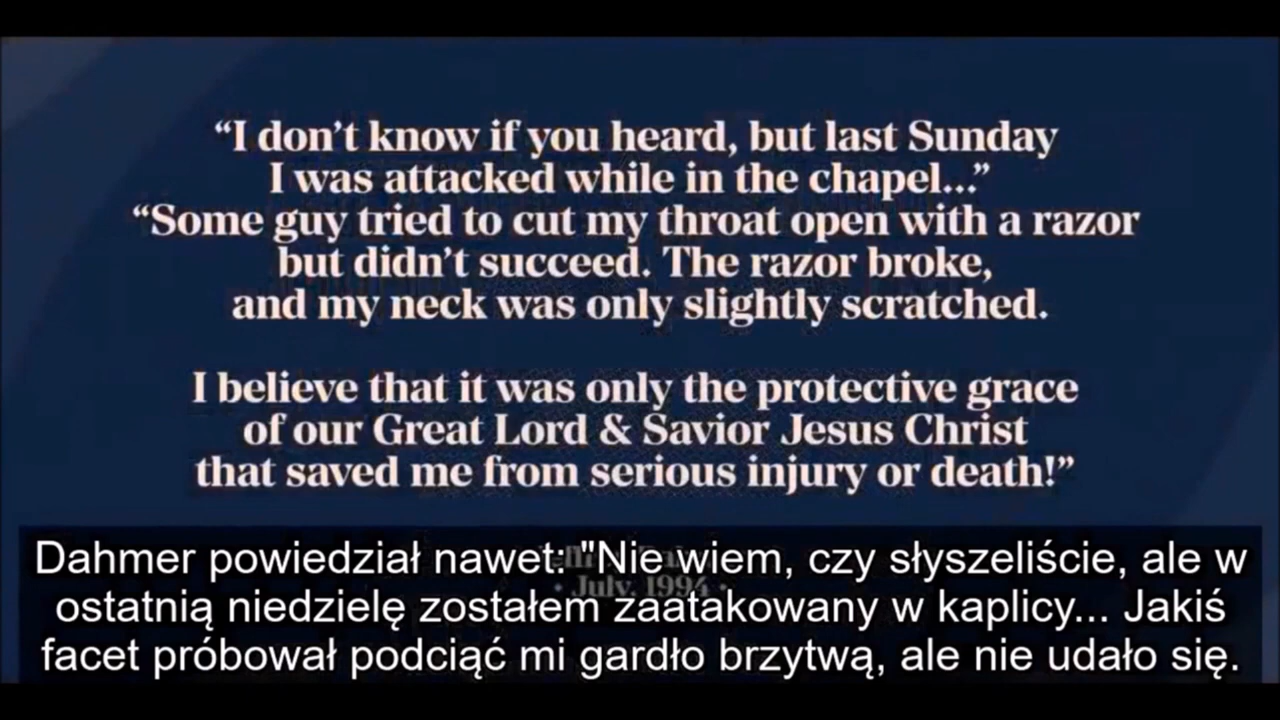 “I don’t know if you heard, but last Sunday
I was attacked while in the chapel...”
“Some guy tried to cut my throat open with a razor
but didn’t succeed. The razor broke,
and my neck was only slightly scratched.
I believe that it was only the protective grace
of our Great Lord & Savior Jesus Christ
that saved me from serious injury or death!”
• July, 1994 •
Dahmer powiedział nawet: "Nie wiem, czy słyszeliście, ale w
ostatnią niedzielę zostałem zaatakowany w kaplicy... Jakiś
facet próbował podciąć mi gardło brzytwą, ale nie udało się.